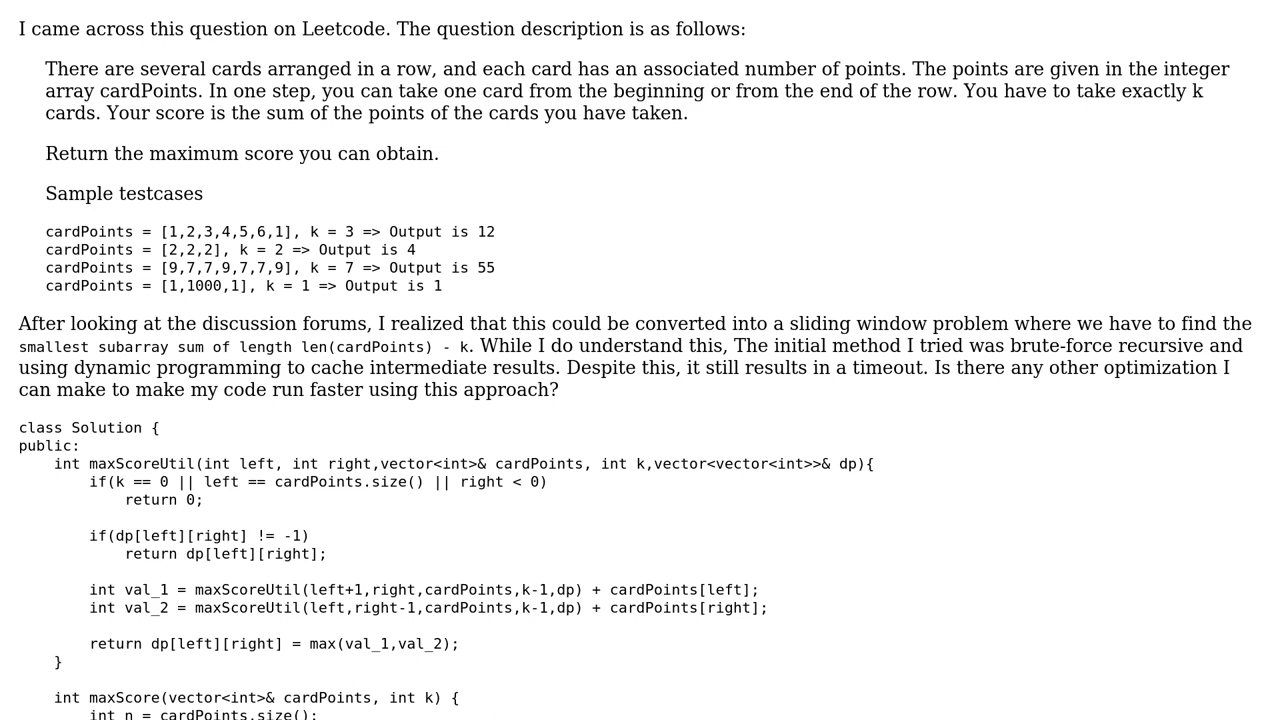 I came across this question on Leetcode. The question description is as follows:
There are several cards arranged in a row, and each card has an associated number of points. The points are given in the integer
array cardPoints. In one step, you can take one card from the beginning or from the end of the row. You have to take exactly k
cards. Your score is the sum of the points of the cards you have taken.
Return the maximum score you can obtain.
Sample testcases
cardPoints = [1,2,3,4,5,6,1], k = 3 => Output is 12
cardPoints = [2,2,2], k = 2 => Output is 4
cardPoints = [9,7,7,9,7,7,9], k = 7 => Output is 55
cardPoints = [1,1000,1], k = 1 => Output is 1
After looking at the discussion forums, I realized that this could be converted into a sliding window problem where we have to find the
smallest subarray sum of length len(cardPoints) - k. While I do understand this, The initial method I tried was brute-force recursive and
using dynamic programming to cache intermediate results. Despite this, it still results in a timeout. Is there any other optimization I
can make to make my code run faster using this approach?
class Solution {
public:
    int maxScoreUtil(int left, int right,vector<int>& cardPoints, int k,vector<vector<int>>& dp){
        if(k == 0 || left == cardPoints.size() || right < 0)
            return 0;
        if(dp[left][right] != -1)
            return dp[left][right];
        int val_1 = maxScoreUtil(left+1,right,cardPoints,k-1,dp) + cardPoints[left];
        int val_2 = maxScoreUtil(left,right-1,cardPoints,k-1,dp) + cardPoints[right];
        return dp[left][right] = max(val_1,val_2);
    }
    int maxScore(vector<int>& cardPoints, int k) {
        int n = cardPoints.size();